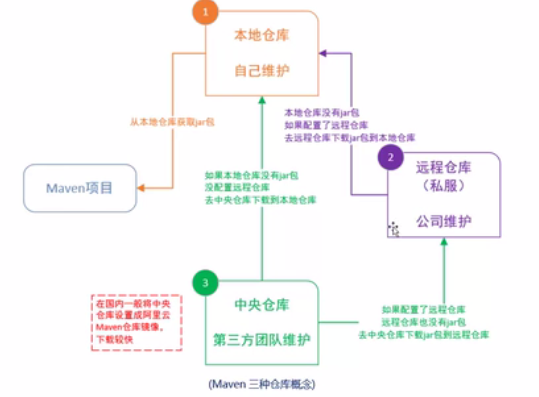 1
本地仓库
自己维护
从本地仓库获取jar包
本地仓库没有jar包
如果配置了远程仓库
去远程仓库下载jar包到本地仓库
2
远程仓库
（私服）
公司维护
Maven项目
如果本地仓库没有jar包
没配置远程仓库
去中央仓库下载到本地仓库
3
中央仓库
第三方团队维护
在国内一般将中央
仓库设置成阿里云
Maven仓库镜像，
下载较快
如果配置了远程仓库
远程仓库也没有jar包
去中央仓库下载jar包到远程仓库
(Maven 三种仓库概念)